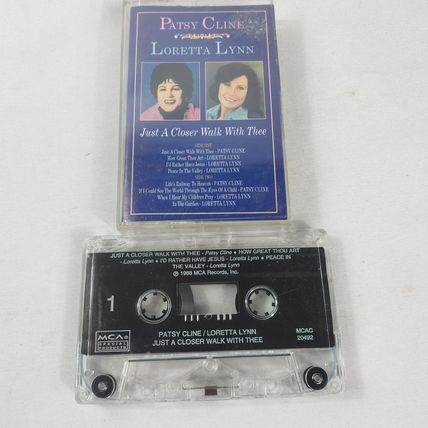 PATSY CLINE
LORETTA LYNN
Just A Closer Walk With Thee
SIDE ONE
Just A Closer Walk With Thee - PATSY CLINE
How Great Thou Art - LORETTA LYNN
I'd Rather Have Jesus - LORETTA LYNN
Peace In The Valley - LORETTA LYNN
SIDE TWO
Life's Railway To Heaven - PATSY CLINE
If I Could See The World Through The Eyes Of A Child - PATSY CLINE
When I Hear My Children Pray - LORETTA LYNN
In The Garden - LORETTA LYNN
JUST A CLOSER WALK WITH THEE - Patsy Cline • HOW GREAT THOU ART
- Loretta Lynn • I'D RATHER HAVE JESUS - Loretta Lynn • PEACE IN
THE VALLEY - Loretta Lynn
℗ 1988 MCA Records, Inc.
1
MCA
SPECIAL
PRODUCTS
PATSY CLINE / LORETTA LYNN
JUST A CLOSER WALK WITH THEE
MCAC
20492